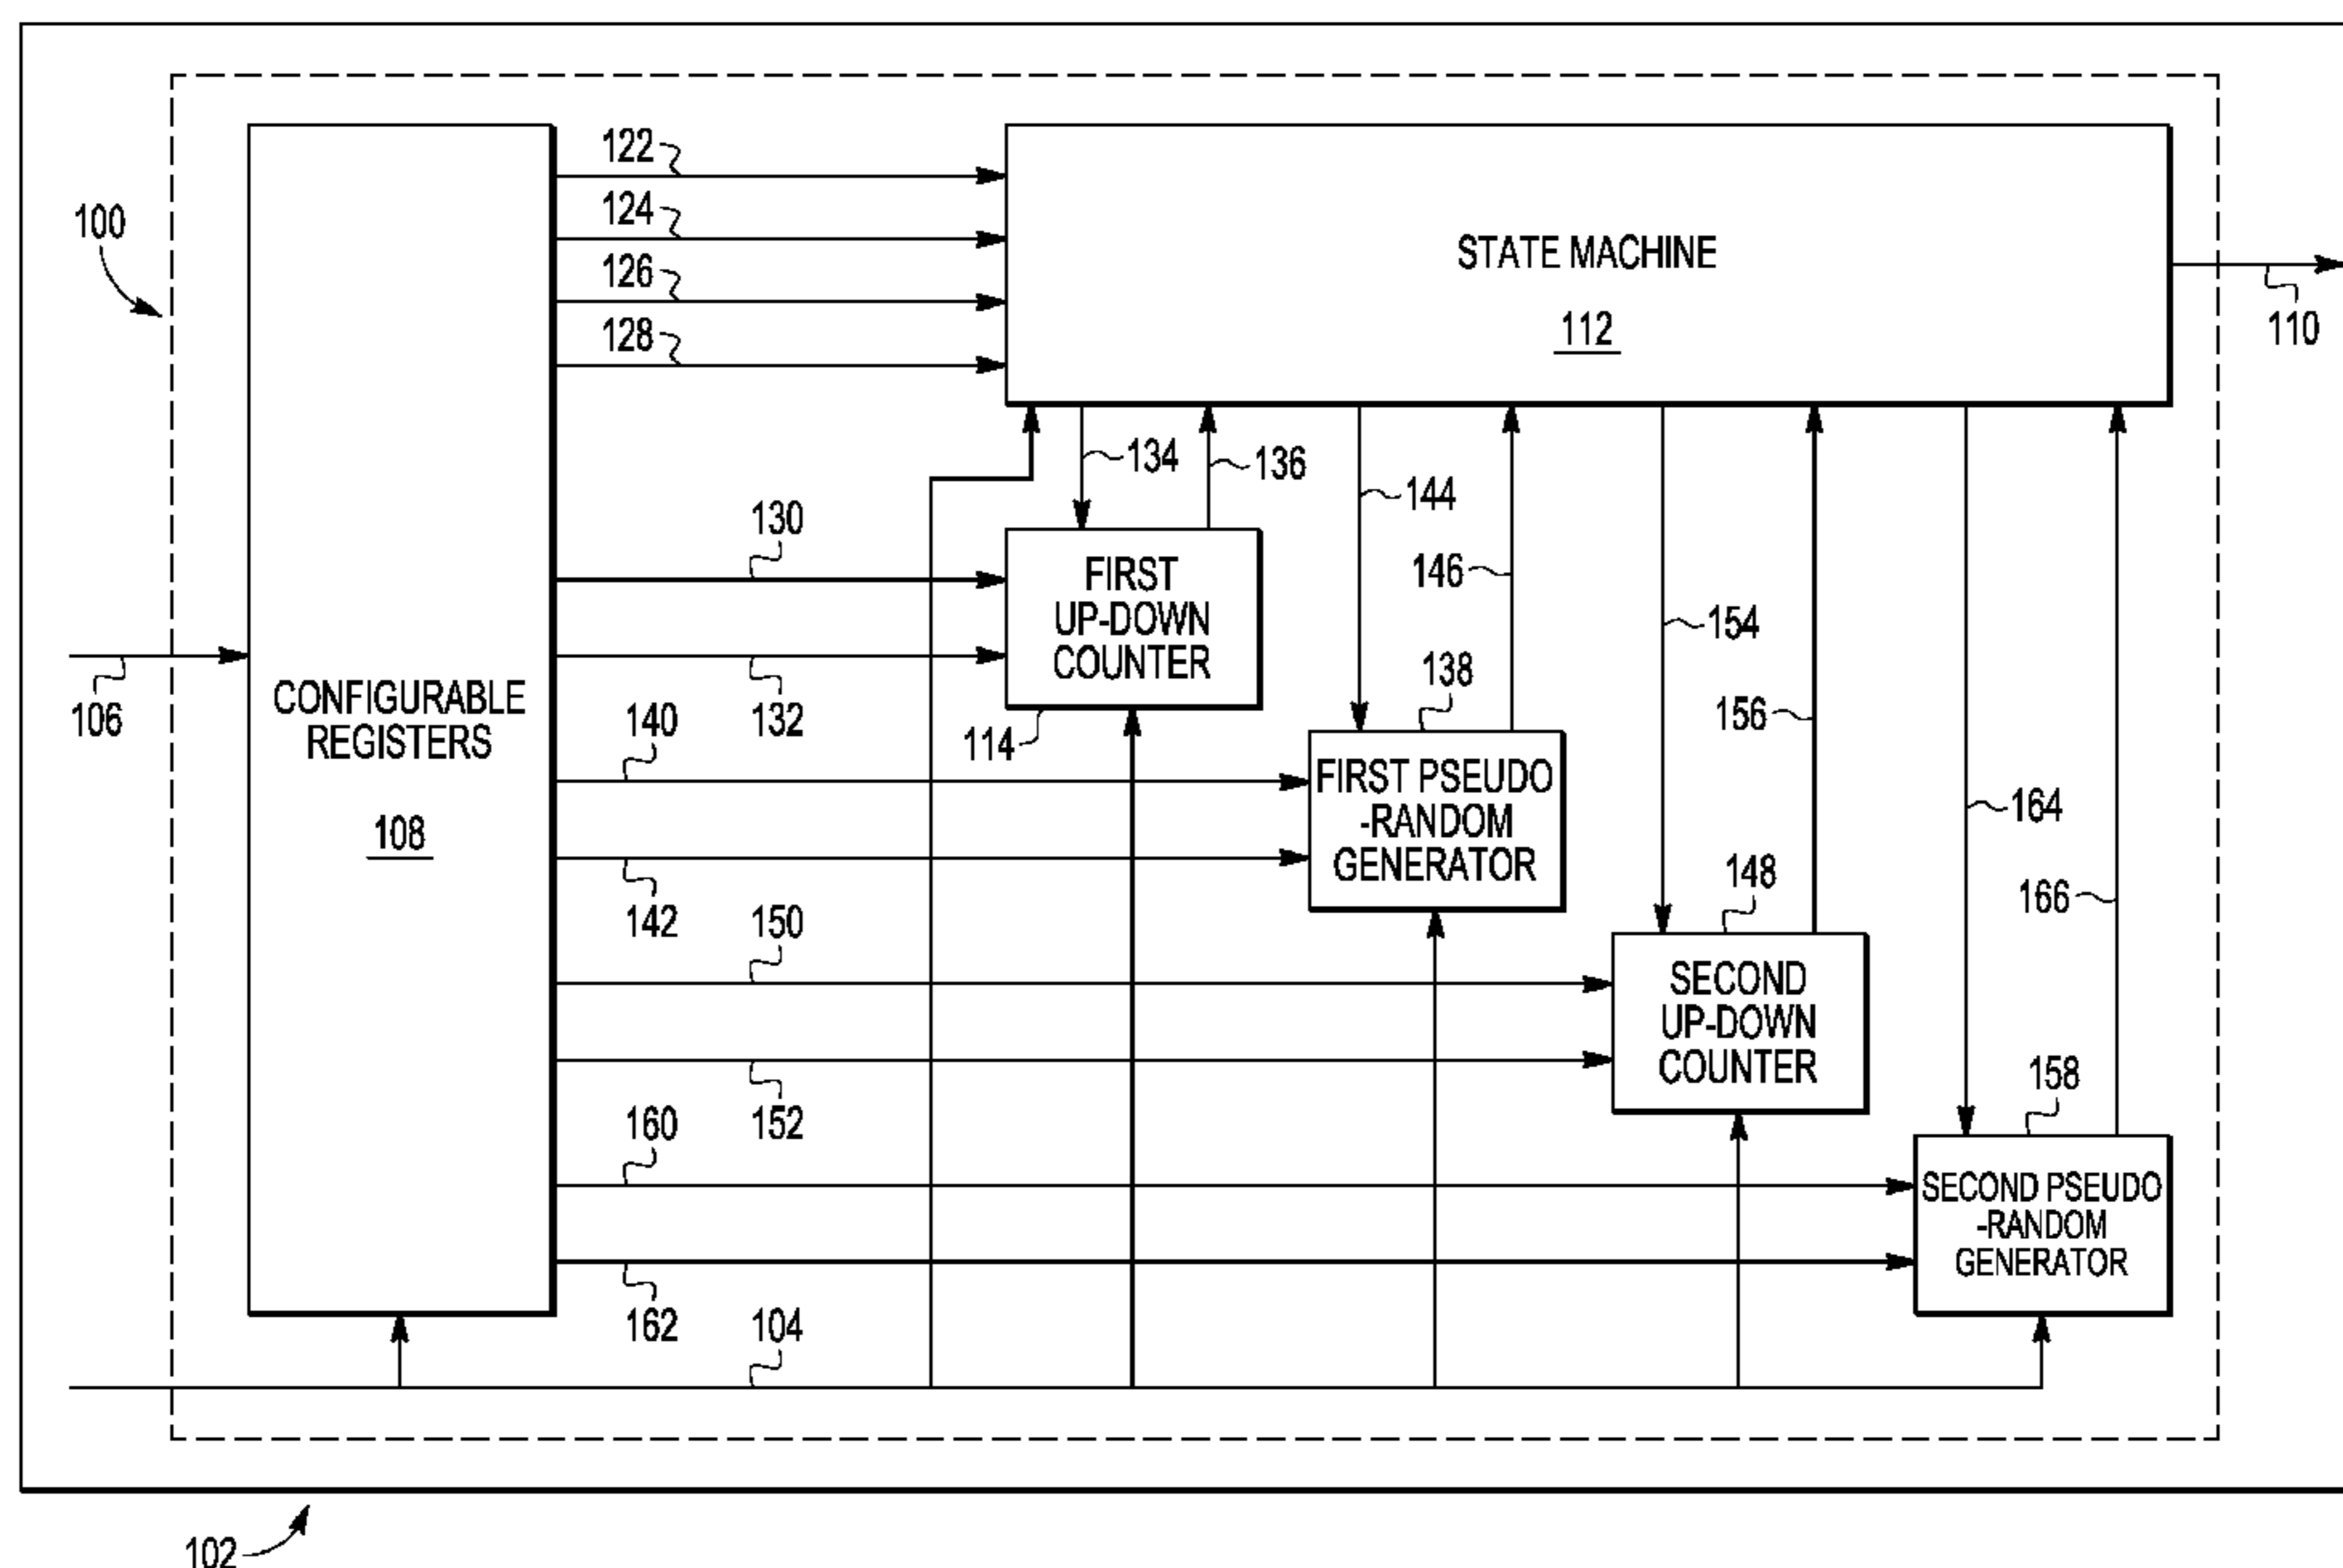 122
124
126
128
100
STATE MACHINE
112
110
134
136
144
130
146
FIRST
UP-DOWN
COUNTER
154
106
CONFIGURABLE
REGISTERS
108
132
114
138
156
140
FIRST PSEUDO
-RANDOM
GENERATOR
164
142
150
148
166
SECOND
UP-DOWN
COUNTER
152
160
158
SECOND PSEUDO
-RANDOM
GENERATOR
162
104
102